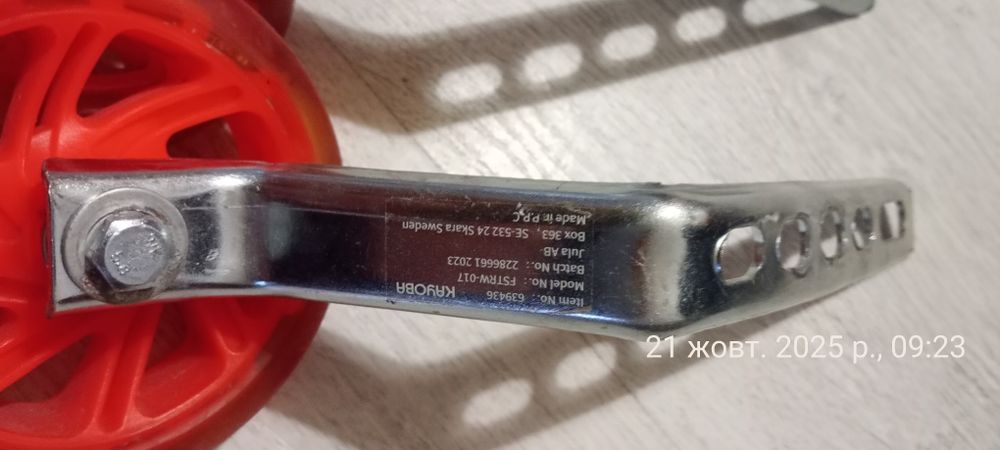 Item No.: 639436
KAYOBA
Model No.: FSTRW-017
Batch No.: 2286661 2023
Jula AB
Box 363, SE-532 24 Skara Sweden
Made in P.R.C
21 жовт. 2025 р., 09:23